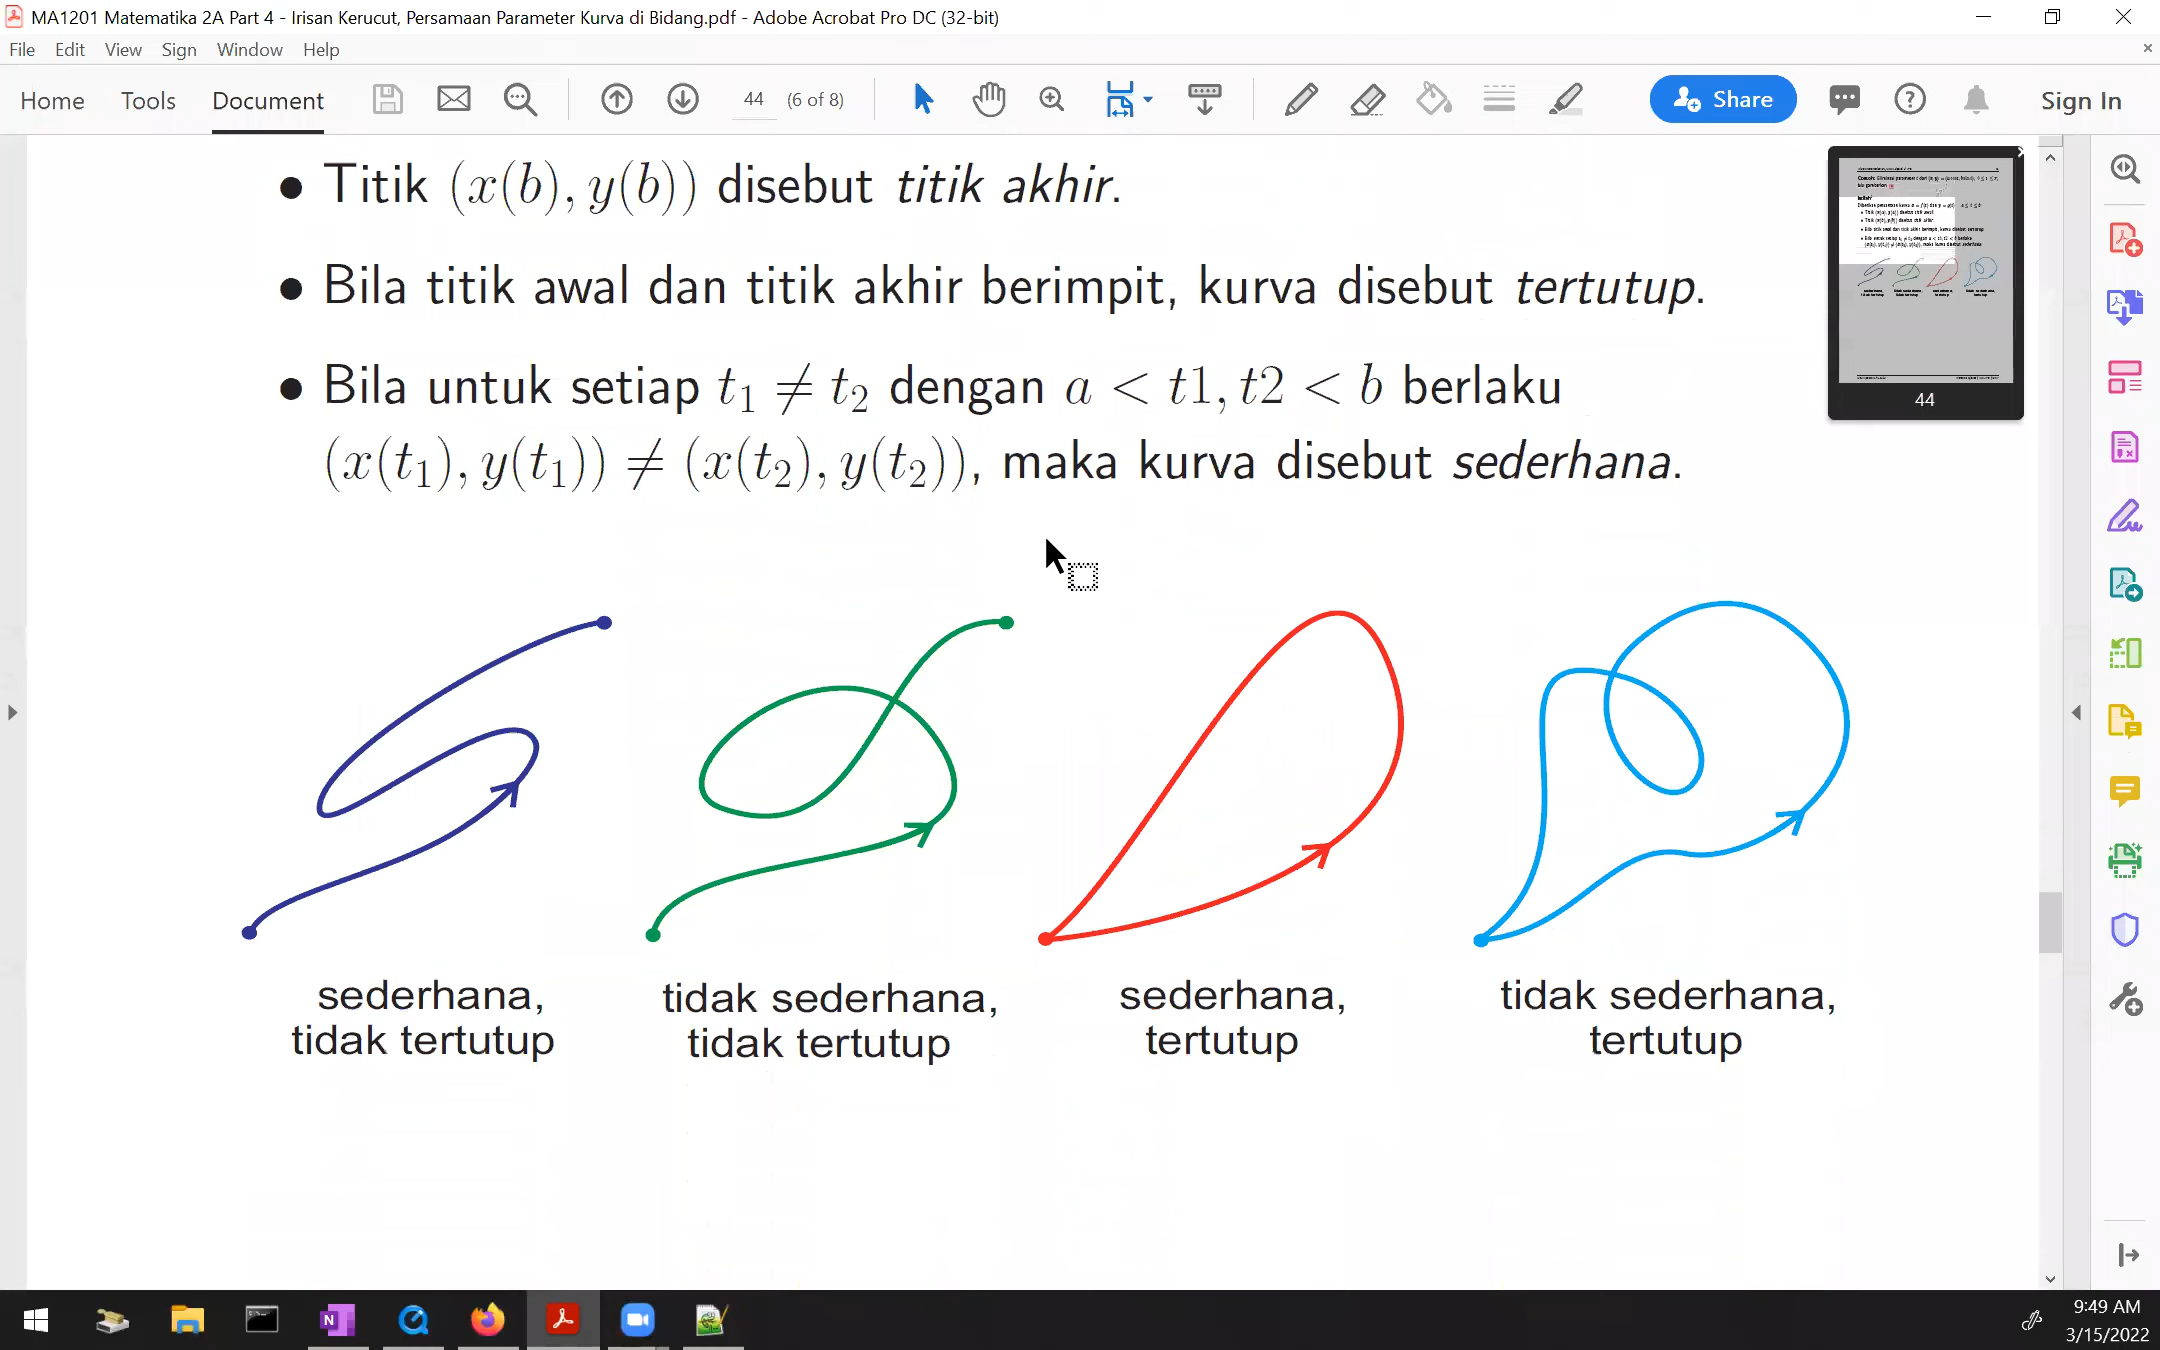 MA1201 Matematika 2A Part 4 - Irisan Kerucut, Persamaan Parameter Kurva di Bidang.pdf - Adobe Acrobat Pro DC (32-bit)
File Edit View Sign Window Help
Home Tools Document 44 (6 of 8) Share Sign In
• Titik (x(b), y(b)) disebut titik akhir.
• Bila titik awal dan titik akhir berimpit, kurva disebut tertutup.
• Bila untuk setiap t₁ ≠ t₂ dengan a < t1, t2 < b berlaku
(x(t₁), y(t₁)) ≠ (x(t₂), y(t₂)), maka kurva disebut sederhana.
44
sederhana,
tidak tertutup
tidak sederhana,
tidak tertutup
sederhana,
tertutup
tidak sederhana,
tertutup
9:49 AM
3/15/2022